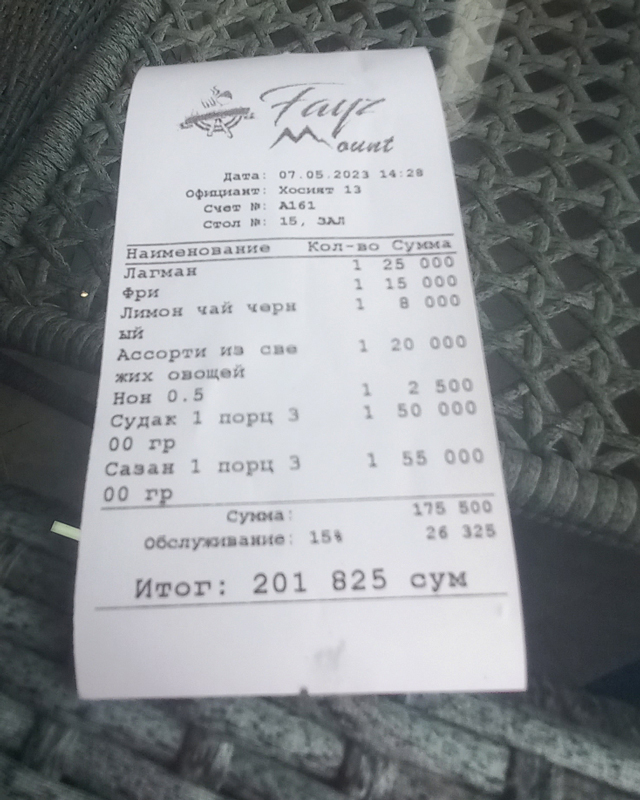 Fayz
Mount
Дата: 07.05.2023 14:28
Официант: Хосият 13
Счет №: A161
Стол №: 15, ЗАЛ
Наименование Кол-во Сумма
Лагман 1 25 000
Фри 1 15 000
Лимон чай черн 1 8 000
ый
Ассорти из све 1 20 000
жих овощей
Нон 0.5 1 2 500
Судак 1 порц 3 1 50 000
00 гр
Сазан 1 порц 3 1 55 000
00 гр
Сумма: 175 500
Обслуживание: 15% 26 325
Итог: 201 825 сум